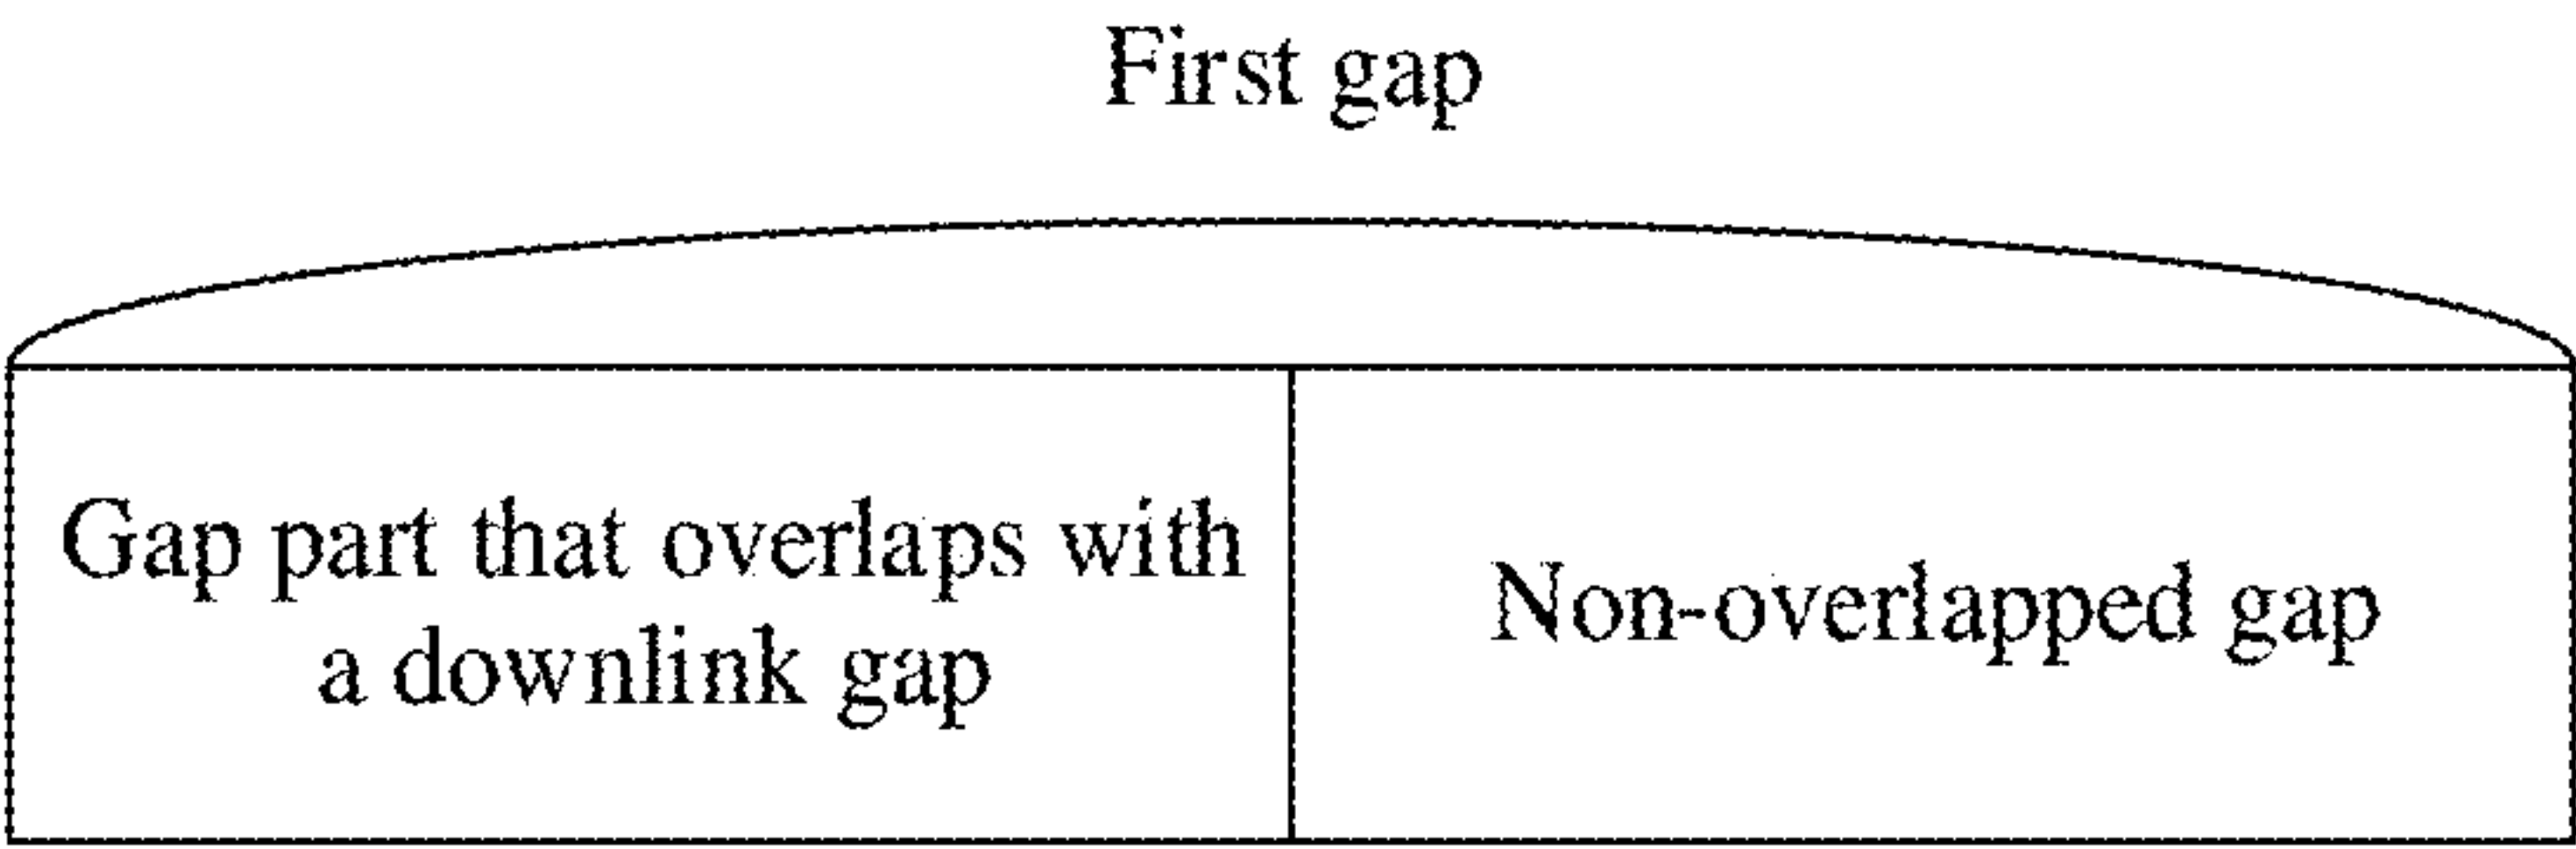 First gap
Gap part that overlaps with
a downlink gap
Non-overlapped gap